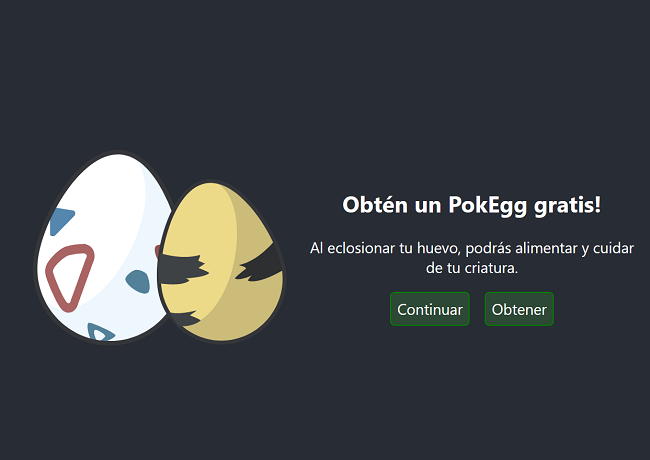 Obtén un PokEgg gratis!
Al eclosionar tu huevo, podrás alimentar y cuidar
de tu criatura.
Continuar Obtener